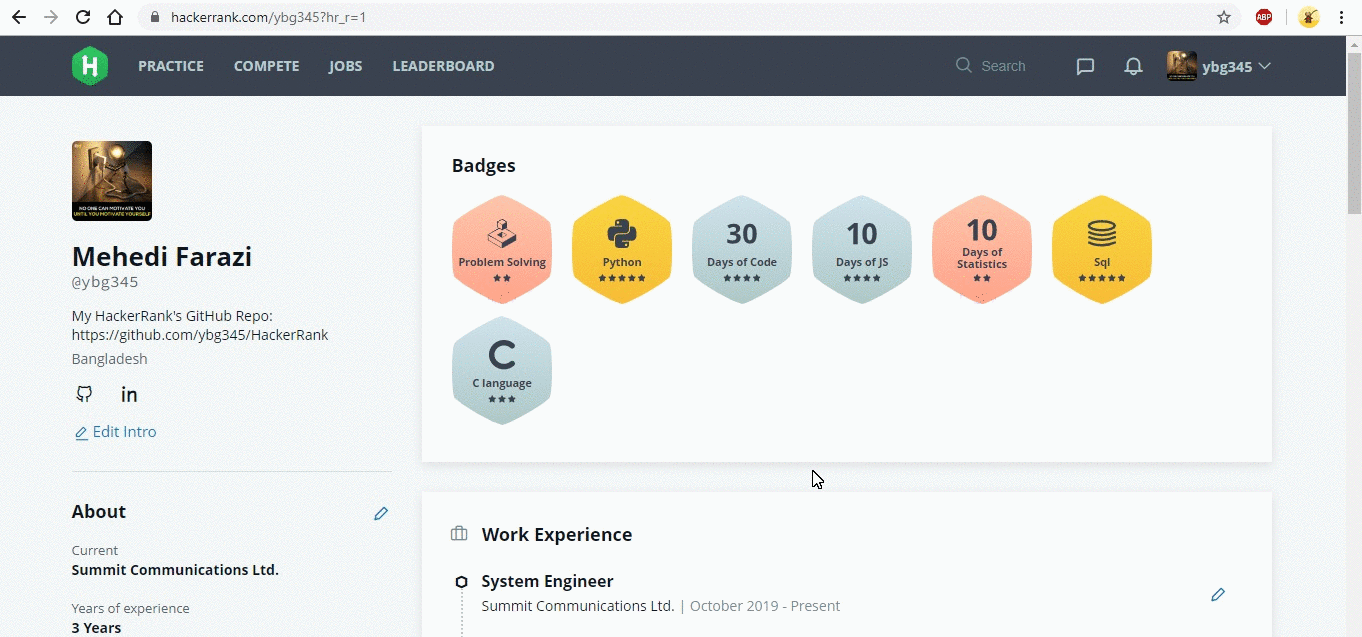 hackerrank.com/ybg345?hr_r=1
ABP
H
PRACTICE
COMPETE
JOBS
LEADERBOARD
Search
ybg345
NO ONE CAN MOTIVATE YOU
UNTIL YOU MOTIVATE YOURSELF
Mehedi Farazi
@ybg345
My HackerRank's GitHub Repo:
https://github.com/ybg345/HackerRank
Bangladesh
in
Edit Intro
About
Current
Summit Communications Ltd.
Years of experience
3 Years
Badges
Problem Solving
Python
30
Days of Code
10
Days of JS
10
Days of
Statistics
Sql
C
C language
Work Experience
System Engineer
Summit Communications Ltd. | October 2019 - Present